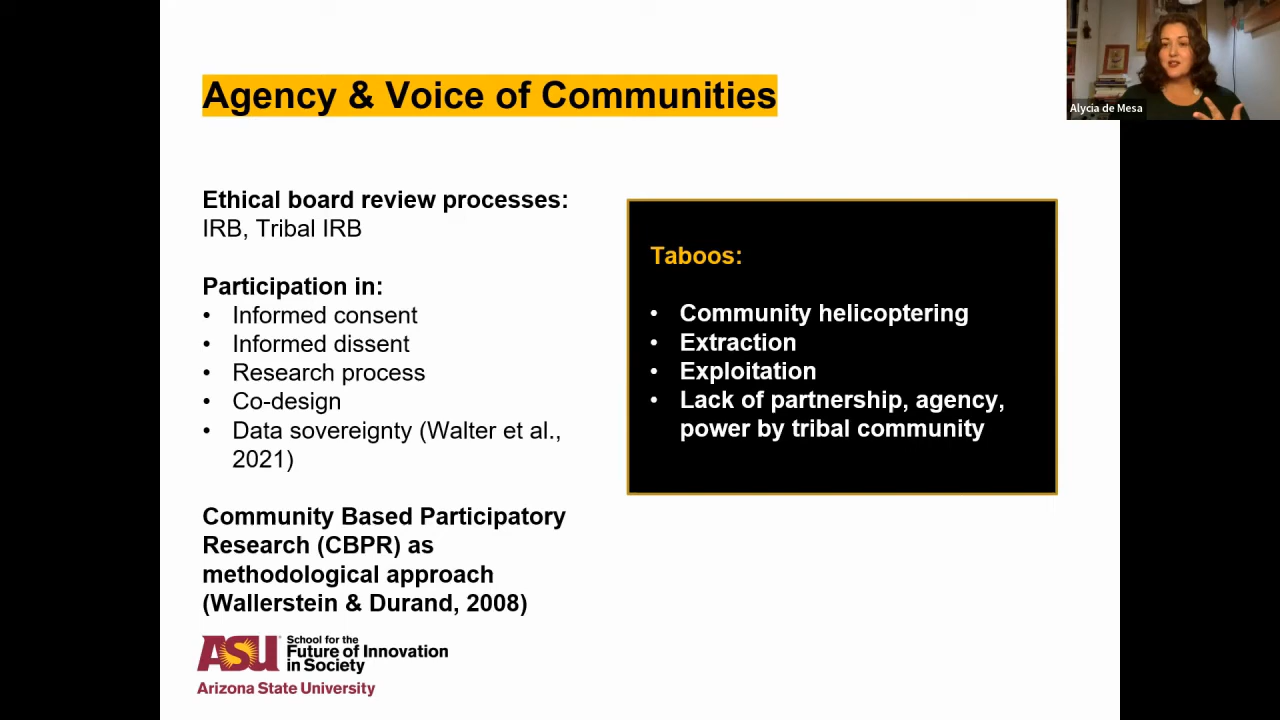 Agency & Voice of Communities
Alycia de Mesa
Ethical board review processes:
IRB, Tribal IRB
Participation in:
• Informed consent
• Informed dissent
• Research process
• Co-design
• Data sovereignty (Walter et al.,
2021)
Community Based Participatory
Research (CBPR) as
methodological approach
(Wallerstein & Durand, 2008)
Taboos:
• Community helicoptering
• Extraction
• Exploitation
• Lack of partnership, agency,
power by tribal community
ASU
School for the
Future of Innovation
in Society
Arizona State University